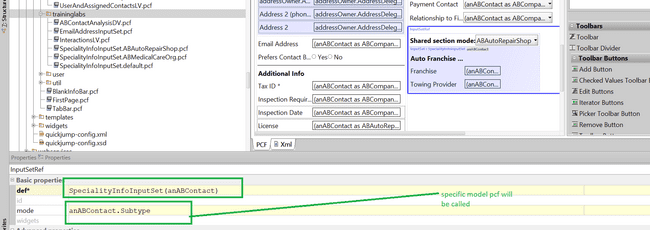 UserAndAssignedContactsLV.pcf
traininglabs
ABContactAnalysisDV.pcf
EmailAddressInputSet.pcf
InteractionsLV.pcf
SpecialityInfoInputSet.ABAutoRepairShop.pcf
SpecialityInfoInputSet.ABMedicalCareOrg.pcf
SpecialityInfoInputSet.default.pcf
user
util
BlankInfoBar.pcf
FirstPage.pcf
TabBar.pcf
templates
widgets
quickjump-config.xml
quickjump-config.xsd
addressOwner.AddressDeleg...
Address 2 (phon...
addressOwner.AddressDeleg...
Address 2
addressOwner.AddressDeleg...
Email Address
(anABContact as ABCompan...
Prefers Contact B...
Yes
No
Additional Info
Tax ID *
(anABContact as ABCompan...
Inspection Requir...
(anABContact as ABCompan...
Inspection Date
(anABContact as ABCompan...
License
(anABContact as ABAutoRep...
Payment Contact
(anABContact as ABCompan...
Relationship to Fi...
(anABContact as ABCompan...
Shared section mode:
ABAutoRepairShop
Auto Franchise ...
Franchise
(anABCon...
Towing Provider
(anABCon...
Toolbars
Toolbar
Toolbar Divider
Toolbar Buttons
Add Button
Checked Values Toolbar
Edit Buttons
Iterator Buttons
Picker Toolbar Button
Remove Buttons
PCF
Xml
Properties
Properties
InputSetRef
Basic properties
def*
SpecialityInfoInputSet(anABContact)
id
mode
anABContact.Subtype
widgets
specific model pcf will
be called